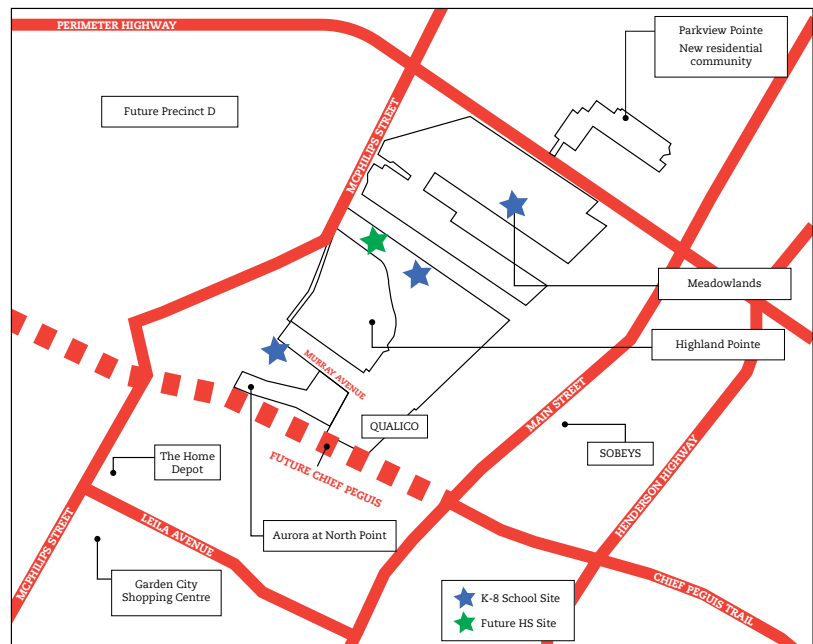 PERIMETER HIGHWAY
Parkview Pointe
New residential
community
Future Precinct D
MCPHILIPS STREET
Meadowlands
Highland Pointe
MURRAY AVENUE
QUALICO
MAIN STREET
SOBEYS
The Home
Depot
FUTURE CHIEF PEGUIS
HENDERSON HIGHWAY
MCPHILIPS STREET
LEILA AVENUE
Aurora at North Point
Garden City
Shopping Centre
K-8 School Site
Future HS Site
CHIEF PEGUIS TRAIL